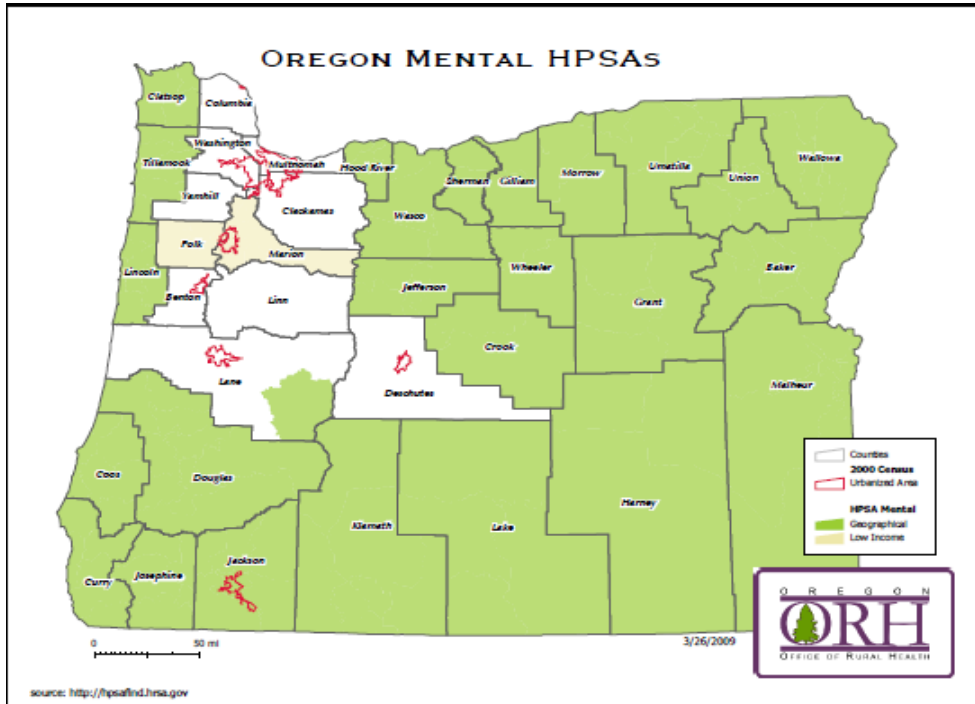 OREGON MENTAL HPSAS
Clatsop
Columbia
Washington
Tillamook
Multnomah
Hood River
Sherman
Gilliam
Morrow
Umatilla
Union
Wallowa
Yamhill
Clackamas
Wasco
Polk
Marion
Lincoln
Wheeler
Baker
Jefferson
Grant
Benton
Linn
Crook
Lane
Deschutes
Malheur
Coos
Douglas
Harney
Klamath
Lake
Curry
Josephine
Jackson
Counties
2000 Census
Urbanized Area
HPSA Mental
Geographical
Low Income
0 50 mi
3/26/2009
OREGON
ORH
OFFICE OF RURAL HEALTH
source: http://hpsafind.hrsa.gov